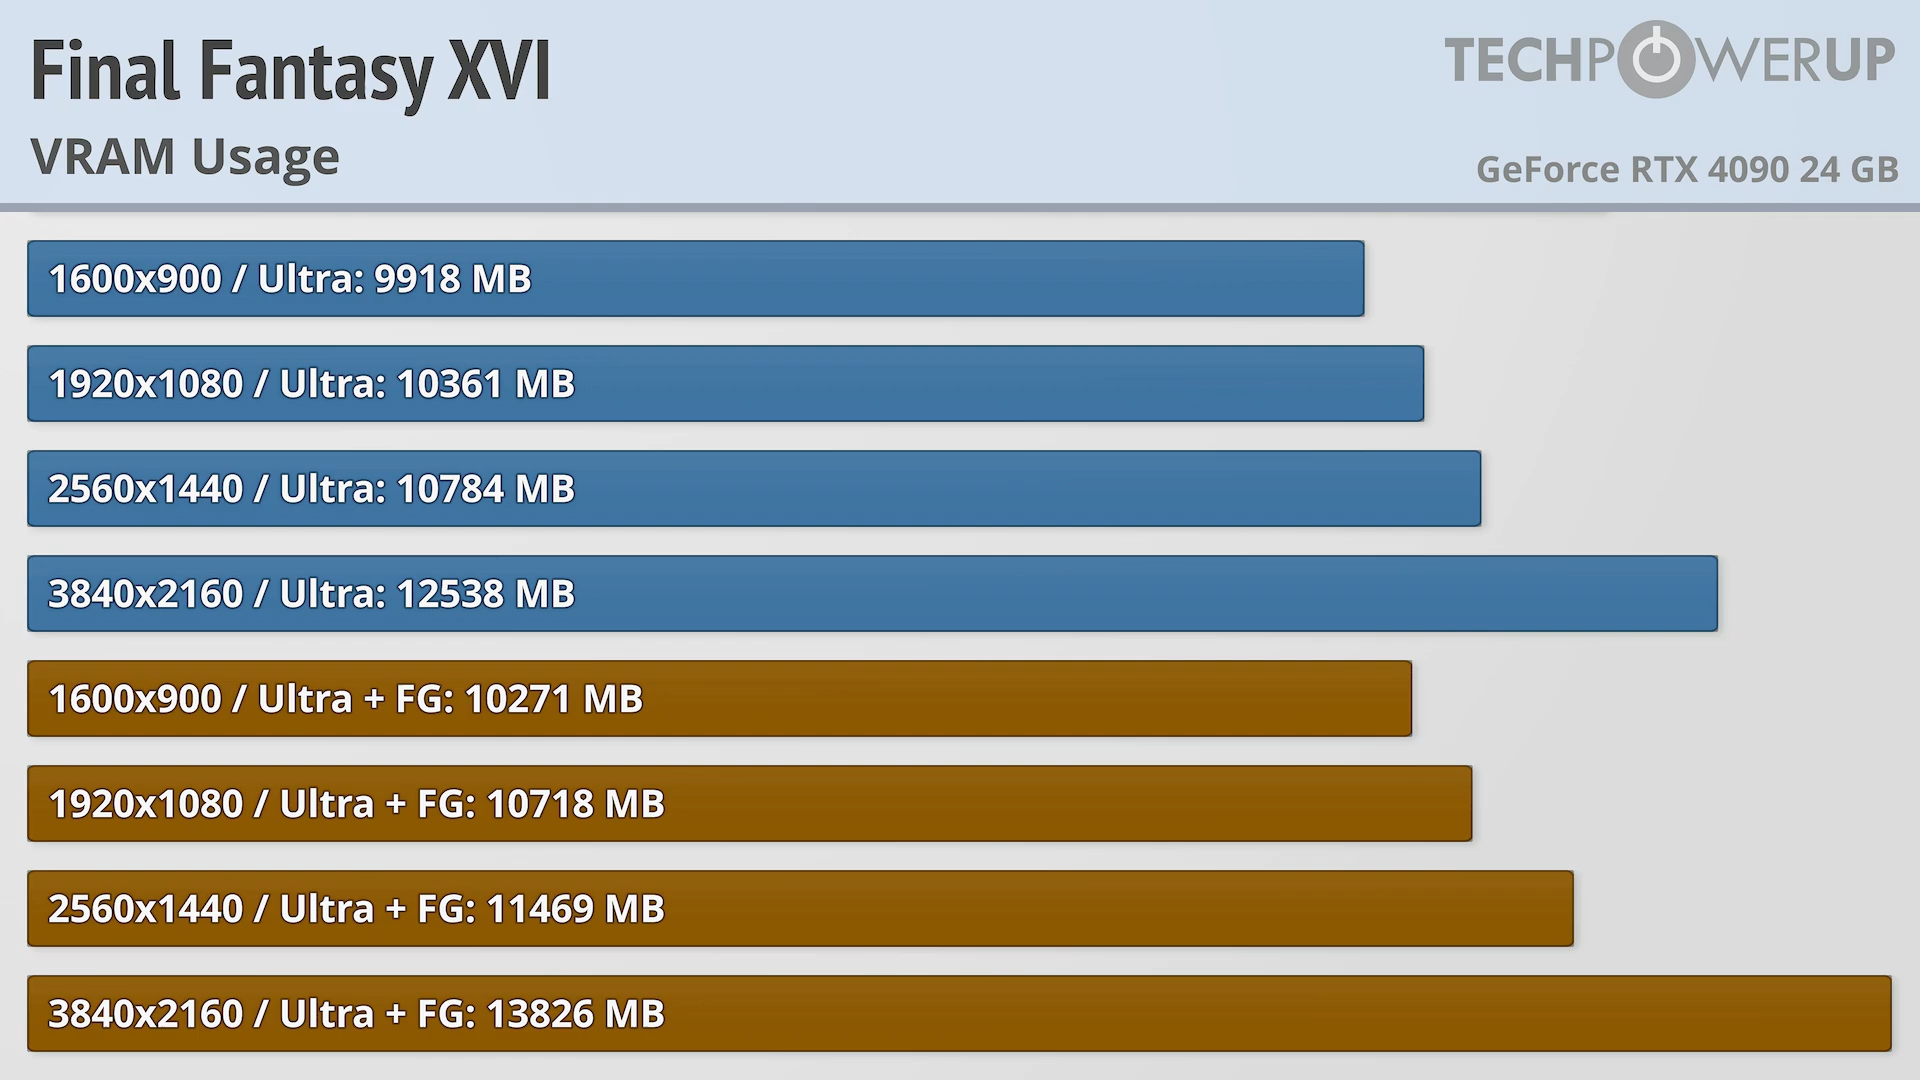 Final Fantasy XVI
TECHPOWERUP
VRAM Usage
GeForce RTX 4090 24 GB
1600x900 / Ultra: 9918 MB
1920x1080 / Ultra: 10361 MB
2560x1440 / Ultra: 10784 MB
3840x2160 / Ultra: 12538 MB
1600x900 / Ultra + FG: 10271 MB
1920x1080 / Ultra + FG: 10718 MB
2560x1440 / Ultra + FG: 11469 MB
3840x2160 / Ultra + FG: 13826 MB